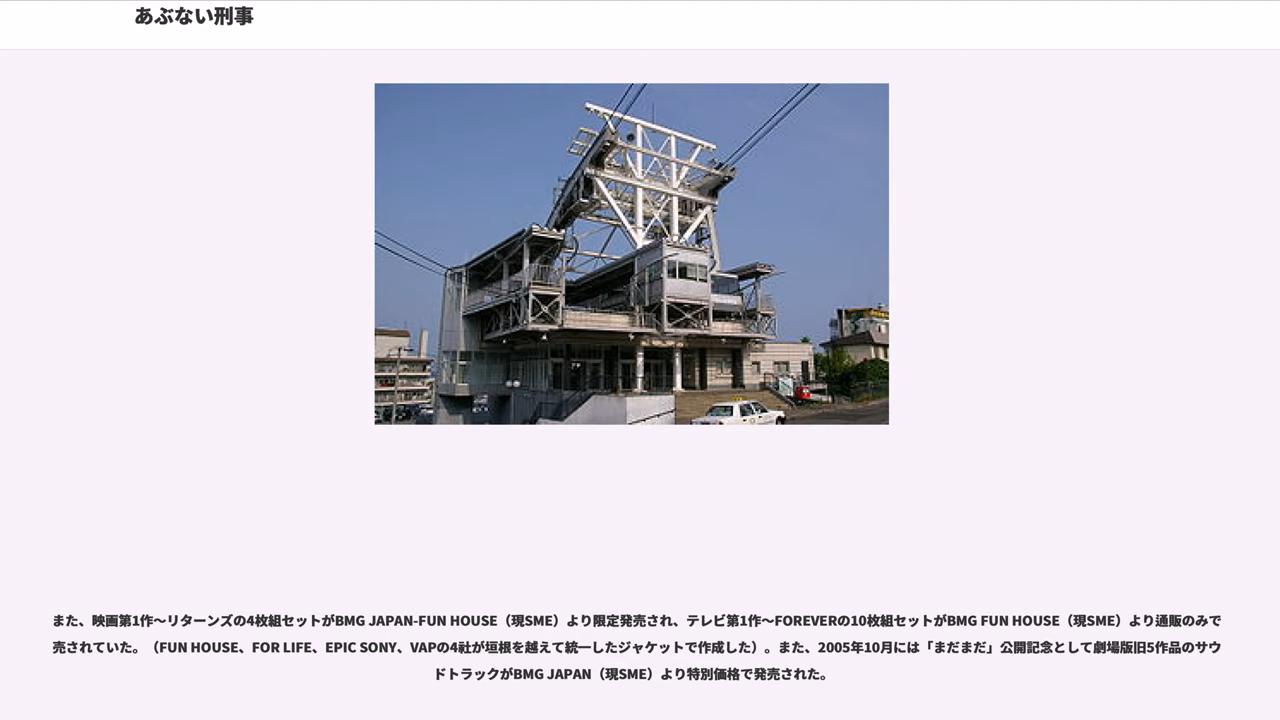 あぶない刑事
また、映画第1作〜リターンズの4枚組セットがBMG JAPAN-FUN HOUSE（現SME）より限定発売され、テレビ第1作〜FOREVERの10枚組セットがBMG FUN HOUSE（現SME）より通販のみで
売されていた。（FUN HOUSE、FOR LIFE、EPIC SONY、VAPの4社が垣根を越えて統一したジャケットで作成した）。また、2005年10月には「まだまだ」公開記念として劇場版旧5作品のサウ
ドトラックがBMG JAPAN（現SME）より特別価格で発売された。